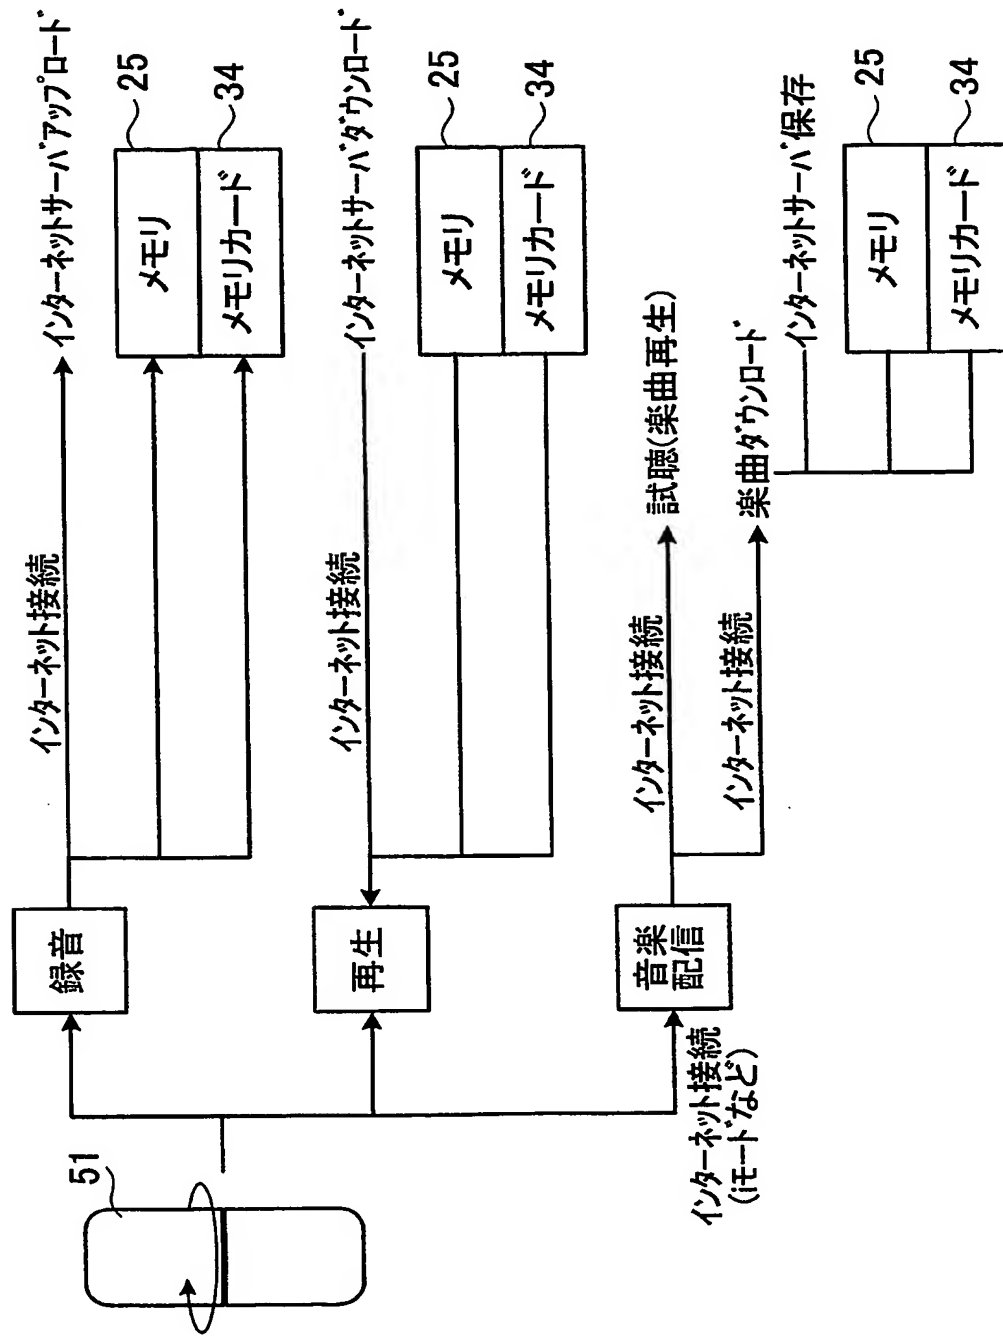 51
録音
インターネット接続
インターネットサーバアップロード
メモリ
25
メモリカード
34
再生
インターネット接続
インターネットサーバダウンロード
メモリ
25
メモリカード
34
インターネット接続
(iモードなど)
音楽
配信
インターネット接続
試聴(楽曲再生)
インターネット接続
楽曲ダウンロード
インターネットサーバ保存
メモリ
25
メモリカード
34